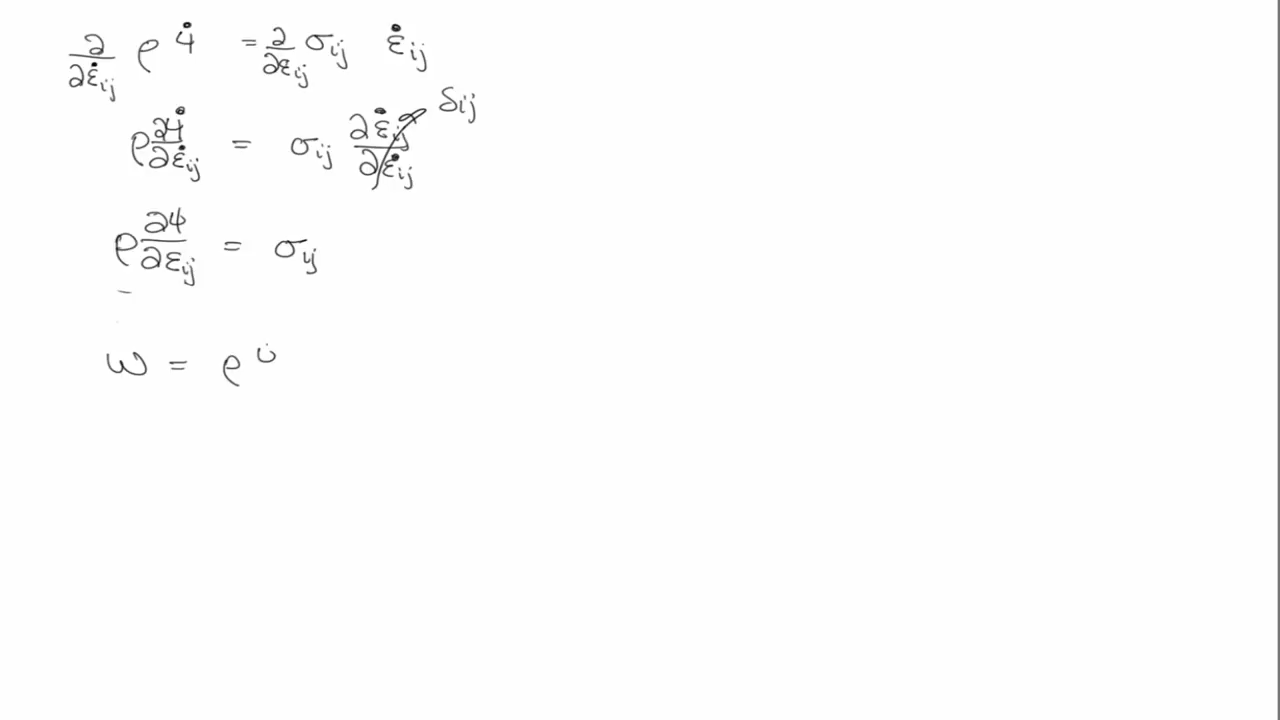 ∂/∂ε̇ij ρ ψ̇ = ∂/∂εij σij ε̇ij
ρ ∂ψ̇/∂ε̇ij = σij ∂ε̇ij/∂ε̇ij δij
ρ ∂ψ/∂εij = σij
w = ρ